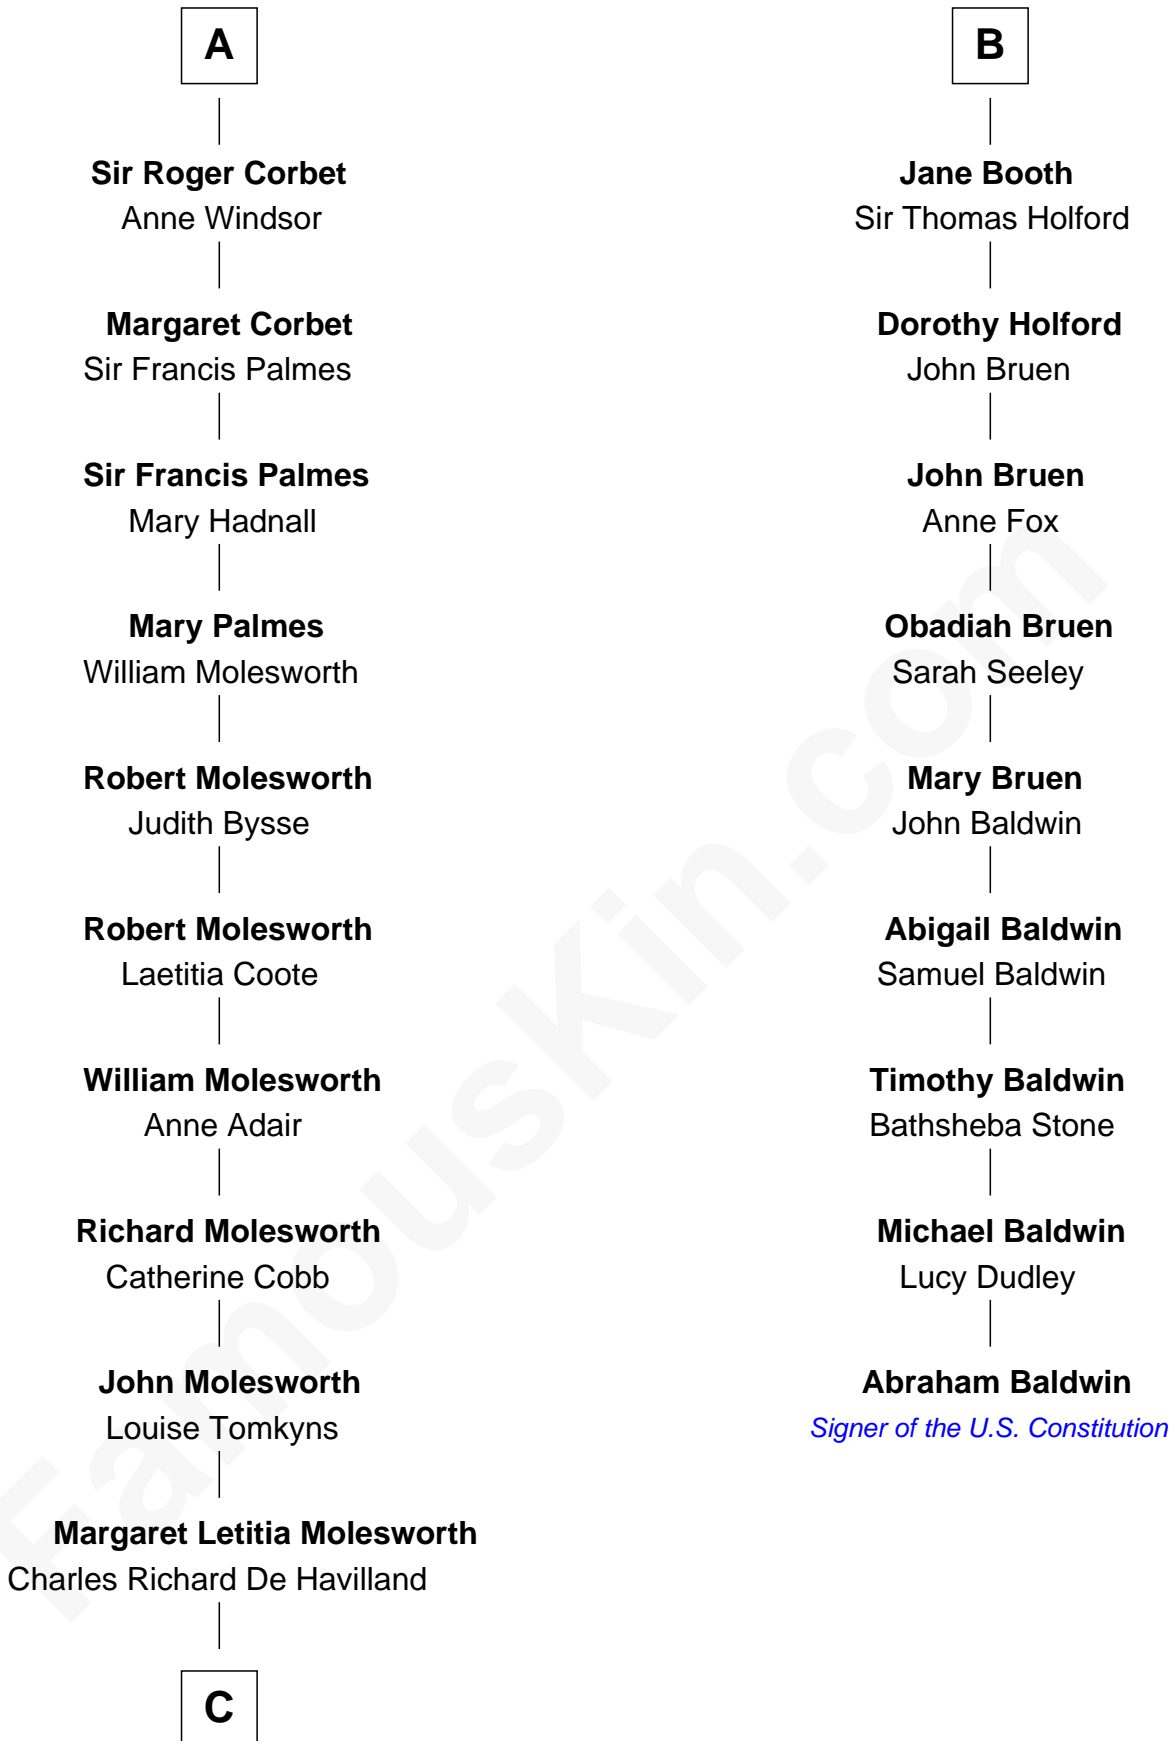 A
Sir Roger Corbet
Anne Windsor
Margaret Corbet
Sir Francis Palmes
Sir Francis Palmes
Mary Hadnall
Mary Palmes
William Molesworth
Robert Molesworth
Judith Bysse
Robert Molesworth
Laetitia Coote
William Molesworth
Anne Adair
Richard Molesworth
Catherine Cobb
John Molesworth
Louise Tomkyns
Margaret Letitia Molesworth
Charles Richard De Havilland
C
B
Jane Booth
Sir Thomas Holford
Dorothy Holford
John Bruen
John Bruen
Anne Fox
Obadiah Bruen
Sarah Seeley
Mary Bruen
John Baldwin
Abigail Baldwin
Samuel Baldwin
Timothy Baldwin
Bathsheba Stone
Michael Baldwin
Lucy Dudley
Abraham Baldwin
Signer of the U.S. Constitution
FamousKin.com